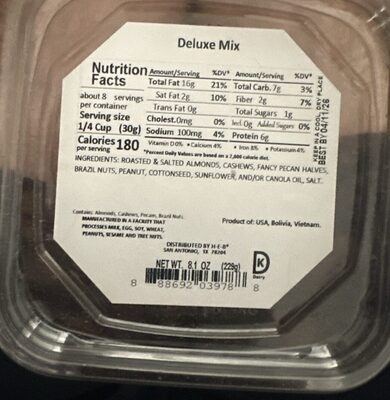 Deluxe Mix
Nutrition Facts
about 8 servings per container
Serving size
1/4 Cup (30g)
Calories per serving 180
Amount/Serving %DV* Amount/Serving %DV*
Total Fat 16g 21% Total Carb. 7g 3%
Sat Fat 2g 10% Fiber 2g 7%
Trans Fat 0g Total Sugars 1g
Cholest. 0mg 0% Incl. 0g Added Sugars 0%
Sodium 100mg 4% Protein 6g
Vitamin D 0% • Calcium 4% • Iron 8% • Potassium 4%
*Percent Daily Values are based on a 2,000 calorie diet.
KEEP IN A COOL, DRY PLACE
BEST BY 04/11/26
INGREDIENTS: ROASTED & SALTED ALMONDS, CASHEWS, FANCY PECAN HALVES,
BRAZIL NUTS, PEANUT, COTTONSEED, SUNFLOWER, AND/OR CANOLA OIL, SALT.
Contains: Almonds, Cashews, Pecans, Brazil Nuts.
MANUFACTURED IN A FACILITY THAT
PROCESSES MILK, EGG, SOY, WHEAT,
PEANUTS, SESAME AND TREE NUTS.
Product of: USA, Bolivia, Vietnam.
DISTRIBUTED BY H-E-B®
SAN ANTONIO, TX 78204
NET WT. 8.1 OZ (229g)
K
Dairy
8 88692 03978 8